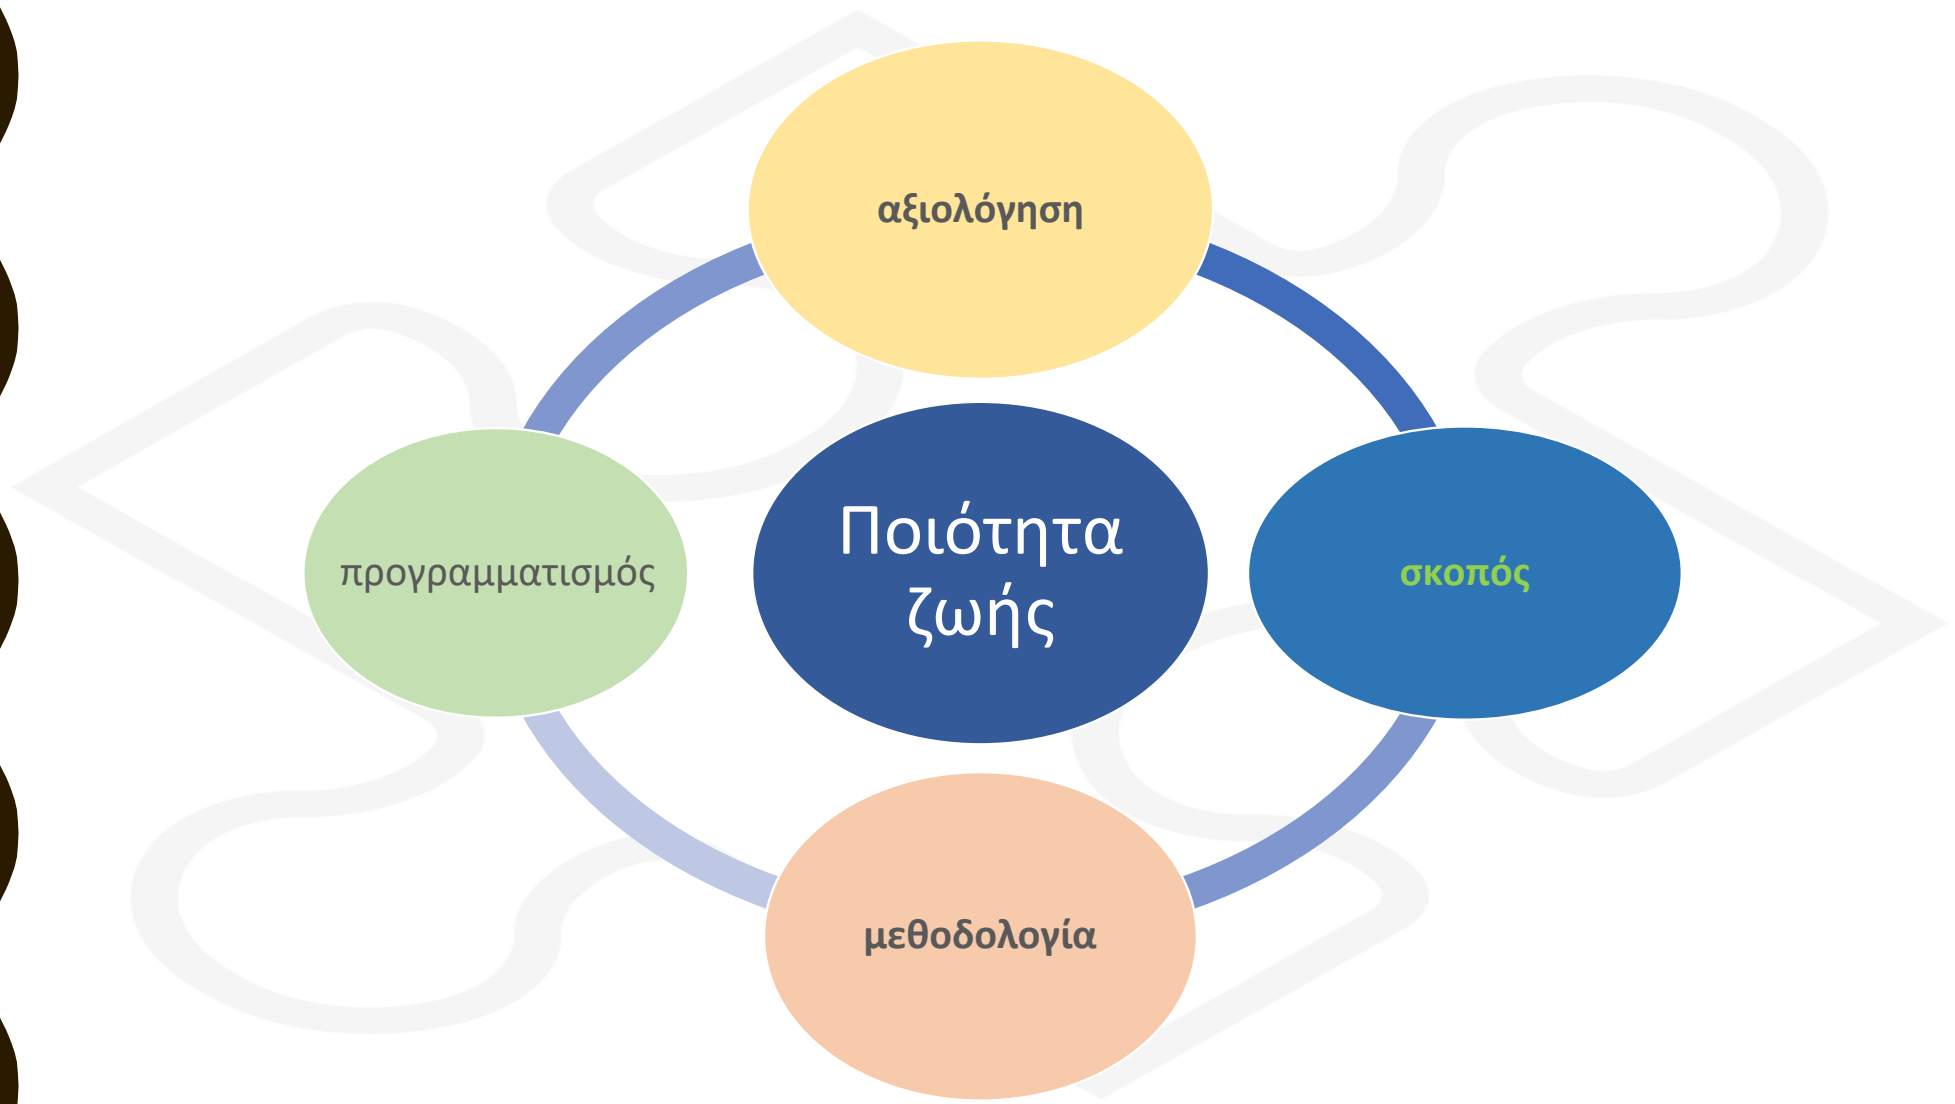 αξιολόγηση
προγραμματισμός
Ποιότητα
ζωής
σκοπός
μεθοδολογία